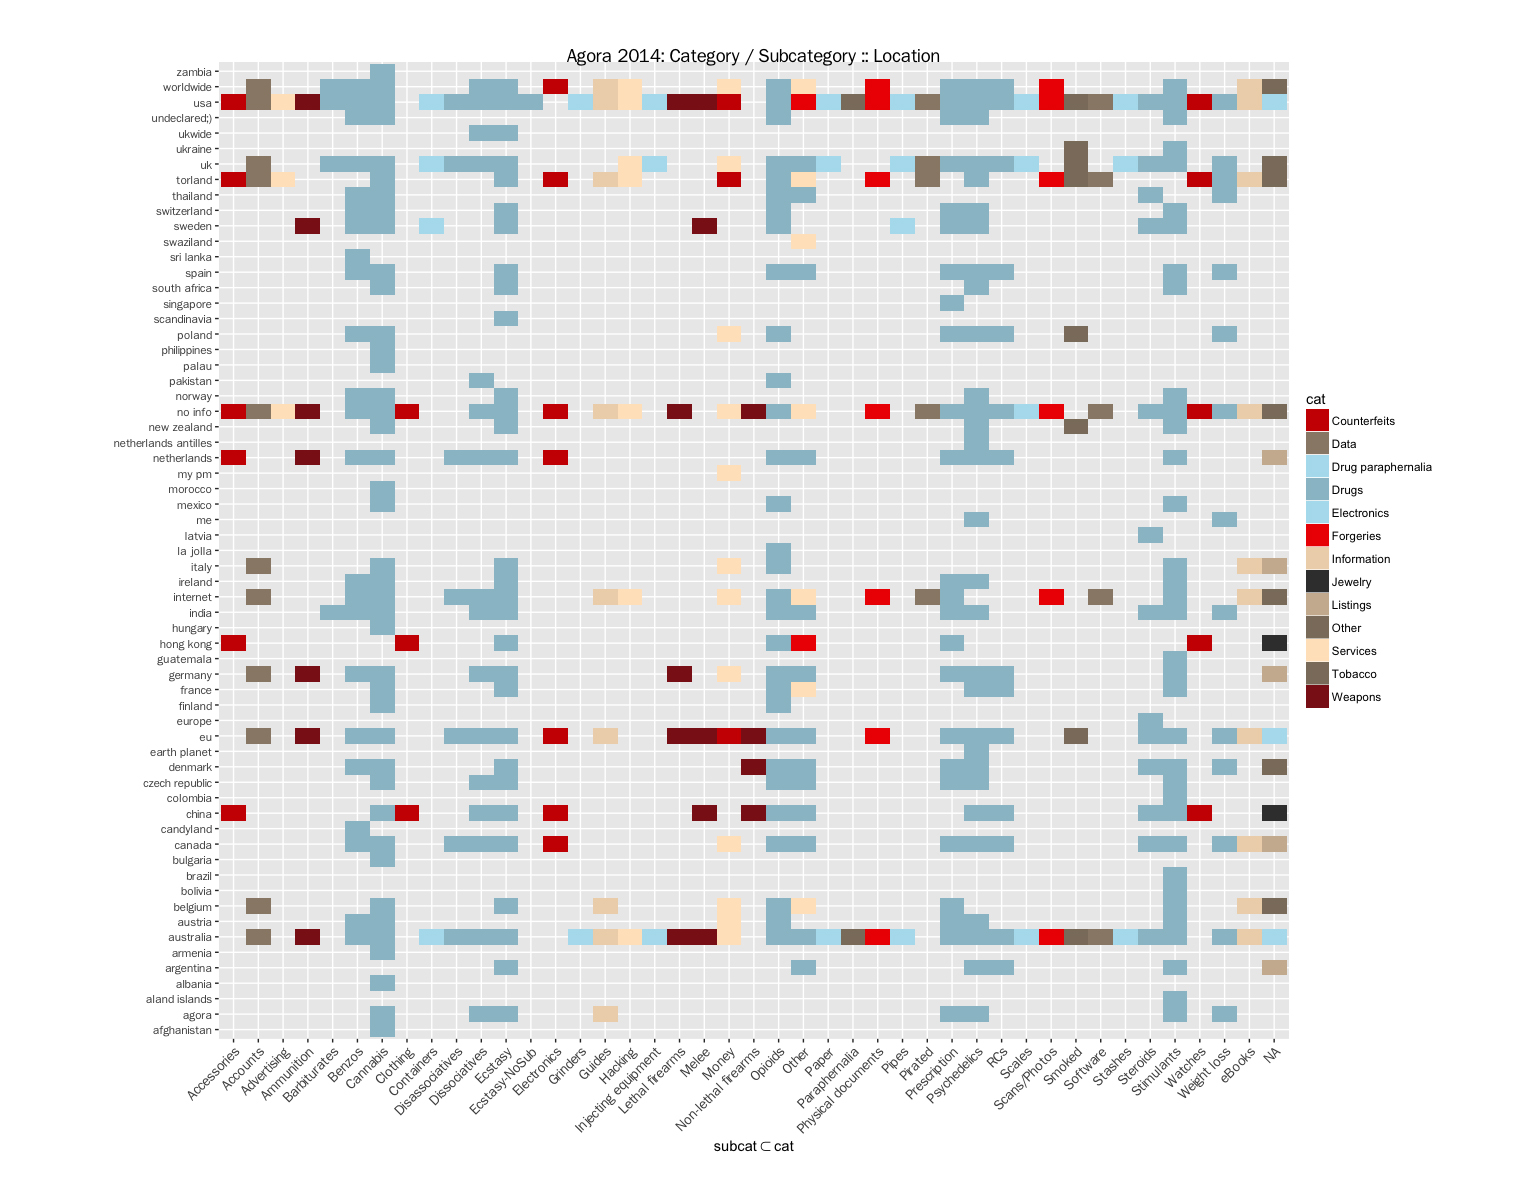 Agora 2014: Category / Subcategory :: Location
zambia
worldwide
usa
undeclared;)
ukwide
ukraine
uk
torland
thailand
switzerland
sweden
swaziland
sri lanka
spain
south africa
singapore
scandinavia
poland
philippines
palau
pakistan
norway
no info
new zealand
netherlands antilles
netherlands
my pm
morocco
mexico
me
latvia
la jolla
italy
ireland
internet
india
hungary
hong kong
guatemala
germany
france
finland
europe
eu
earth planet
denmark
czech republic
colombia
china
candyland
canada
bulgaria
brazil
bolivia
belgium
austria
australia
armenia
argentina
albania
aland islands
agora
afghanistan
Accessories
Accounts
Advertising
Ammunition
Barbiturates
Benzos
Cannabis
Clothing
Containers
Disassociatives
Dissociatives
Ecstasy
Ecstasy NoSub
Electronics
Grinders
Guides
Hacking
Injecting equipment
Lethal firearms
Melee
Money
Non-lethal firearms
Opioids
Other
Paper
Paraphernalia
Physical documents
Pipes
Pirated
Prescription
Psychedelics
RCs
Scales
Scans/Photos
Smoked
Software
Stashes
Steroids
Stimulants
Watches
Weight loss
eBooks
NA
subcat ⊂ cat
cat
Counterfeits
Data
Drug paraphernalia
Drugs
Electronics
Forgeries
Information
Jewelry
Listings
Other
Services
Tobacco
Weapons